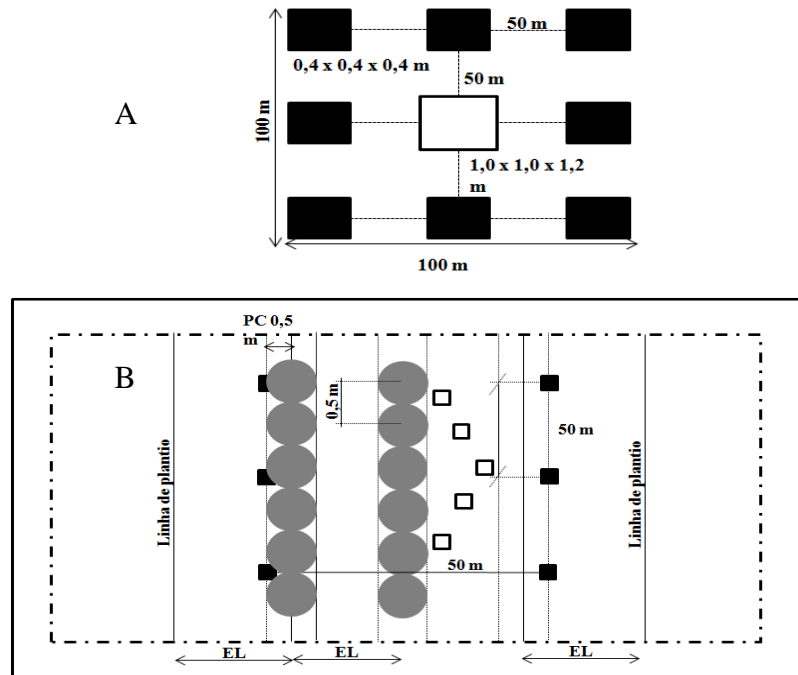 50 m
0,4 x 0,4 x 0,4 m
50 m
A
100 m
1,0 x 1,0 x 1,2
m
100 m
PC 0,5
m
B
0,5 m
50 m
Linha de plantio
Linha de plantio
50 m
EL
EL
EL